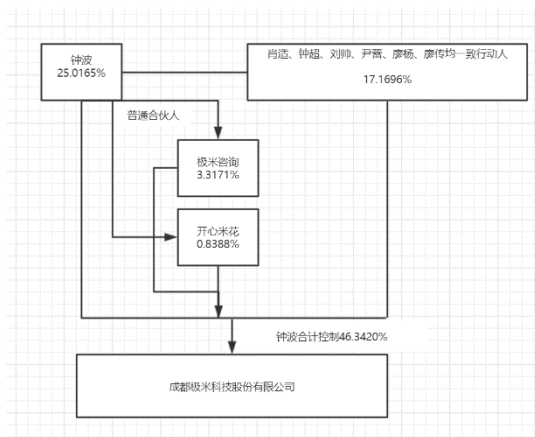 钟波
25.0165%
肖适、钟超、刘帅、尹蕾、廖杨、廖传均一致行动人
17.1696%
普通合伙人
极米咨询
3.3171%
开心米花
0.8388%
钟波合计控制46.3420%
成都极米科技股份有限公司